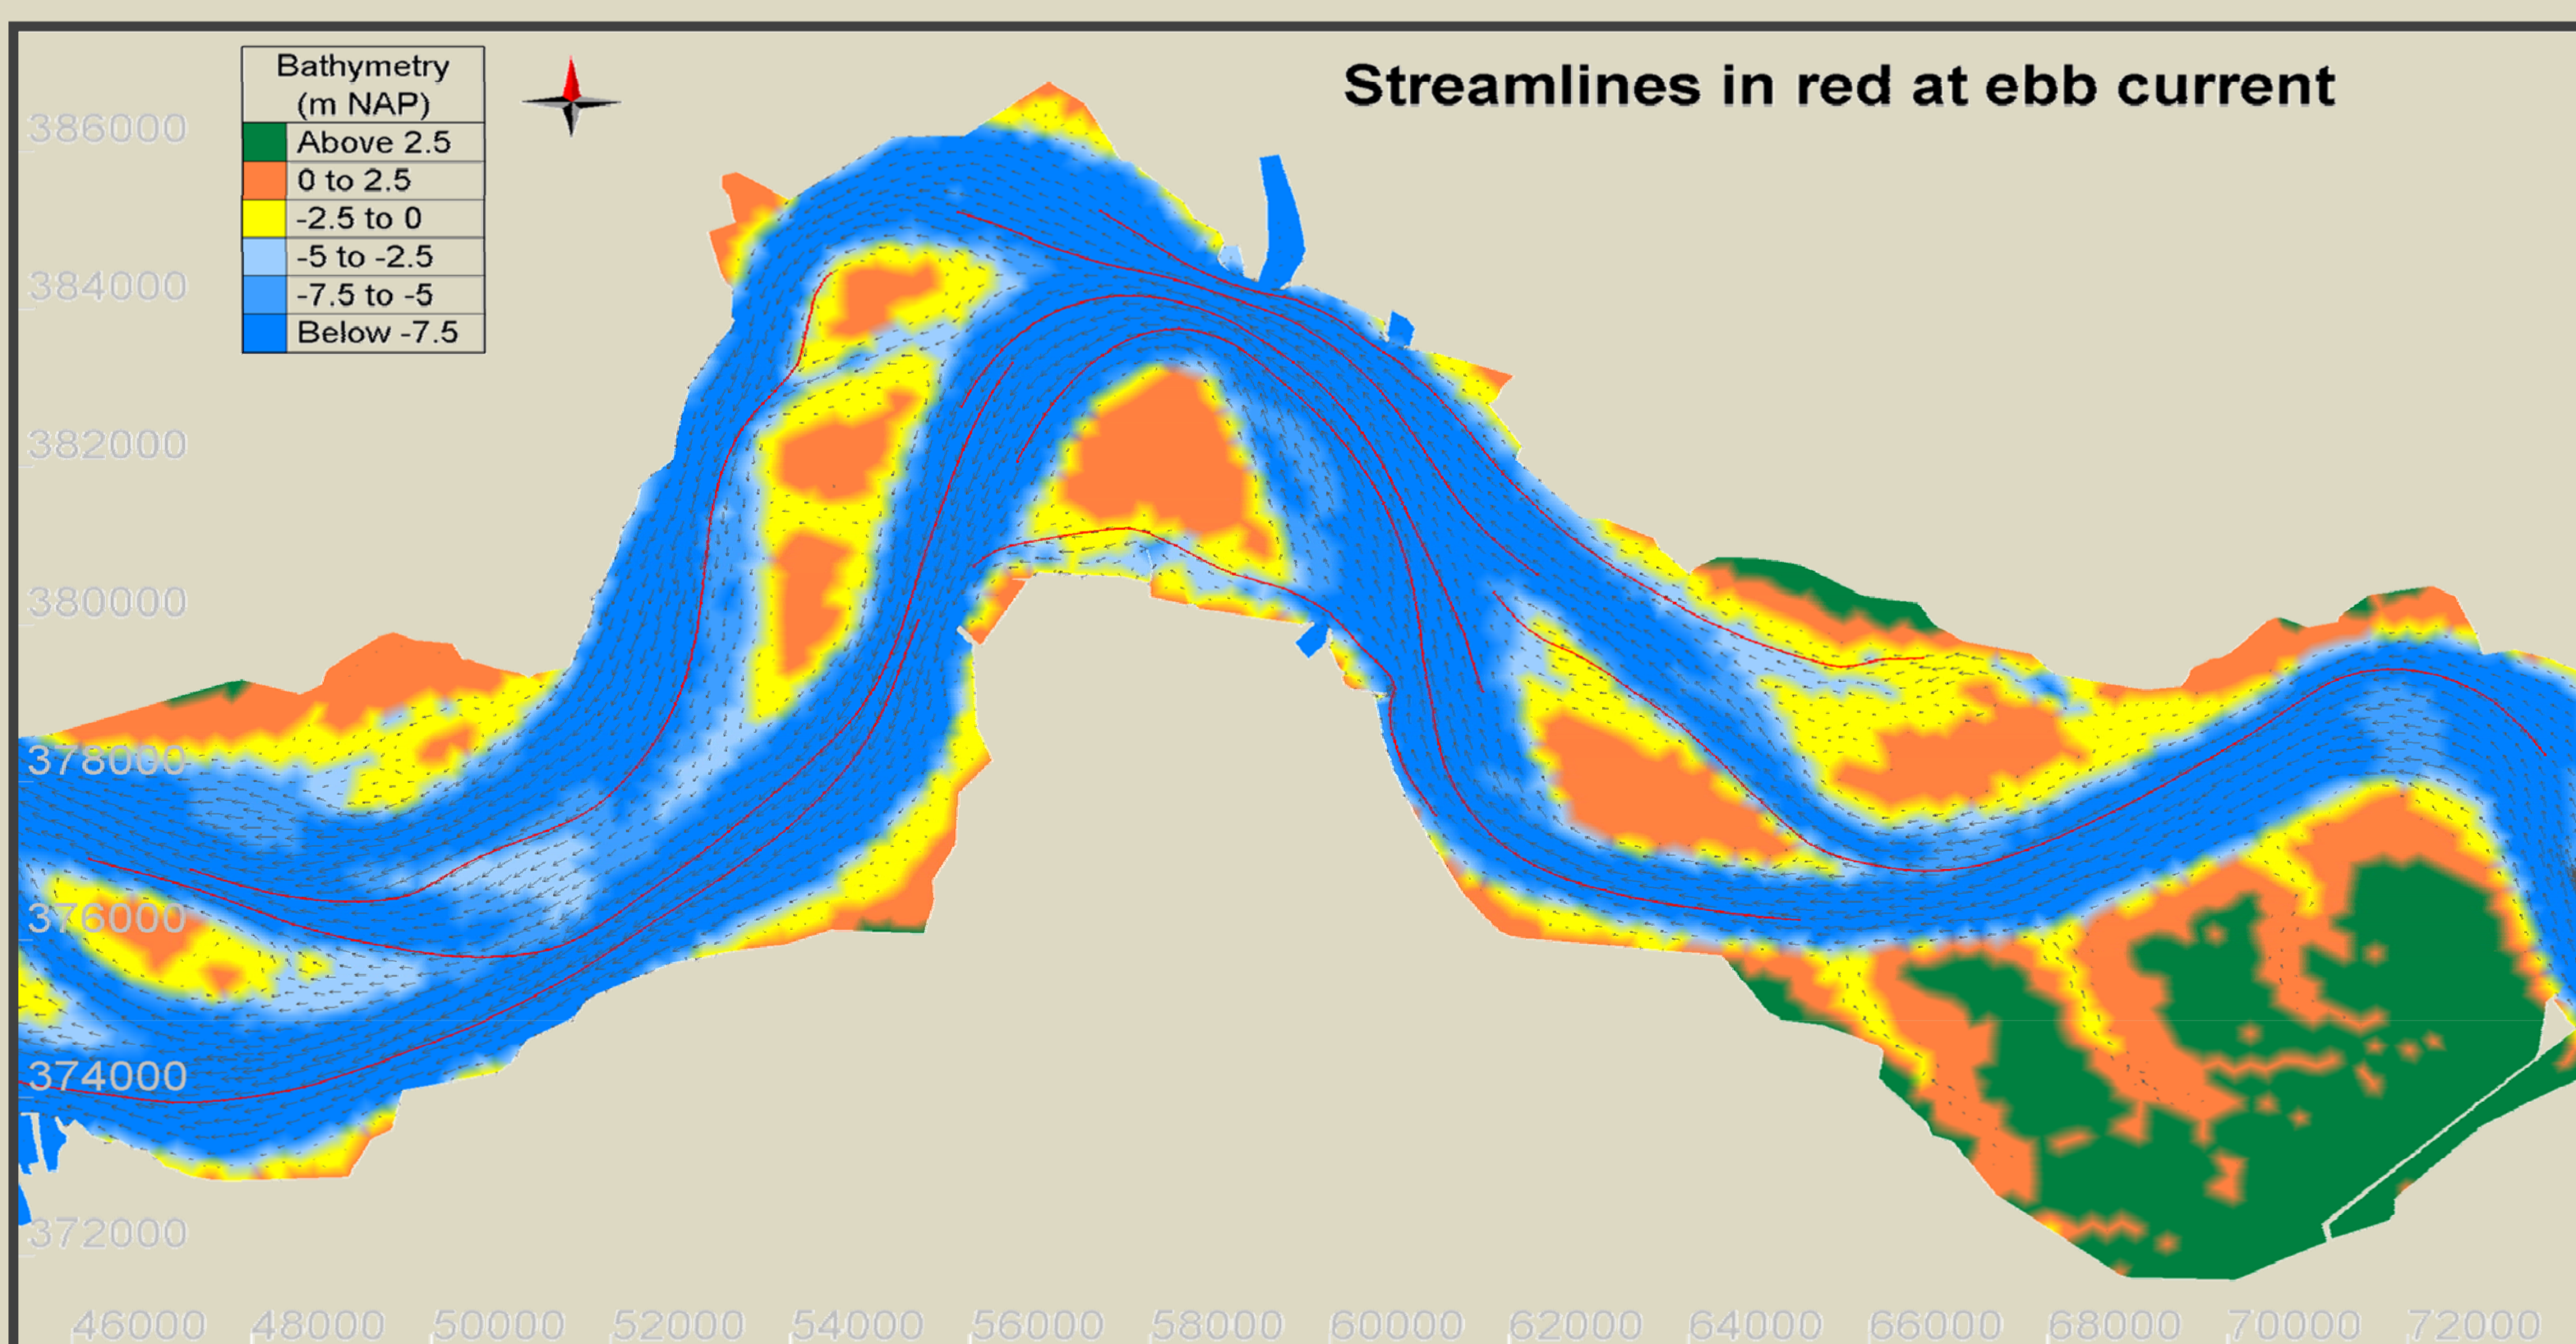 Streamlines in red at ebb current
Bathymetry
(m NAP)
Above 2.5
0 to 2.5
-2.5 to 0
-5 to -2.5
-7.5 to -5
Below -7.5
386000
384000
382000
380000
378000
376000
374000
372000
46000 48000 50000 52000 54000 56000 58000 60000 62000 64000 66000 68000 70000 72000